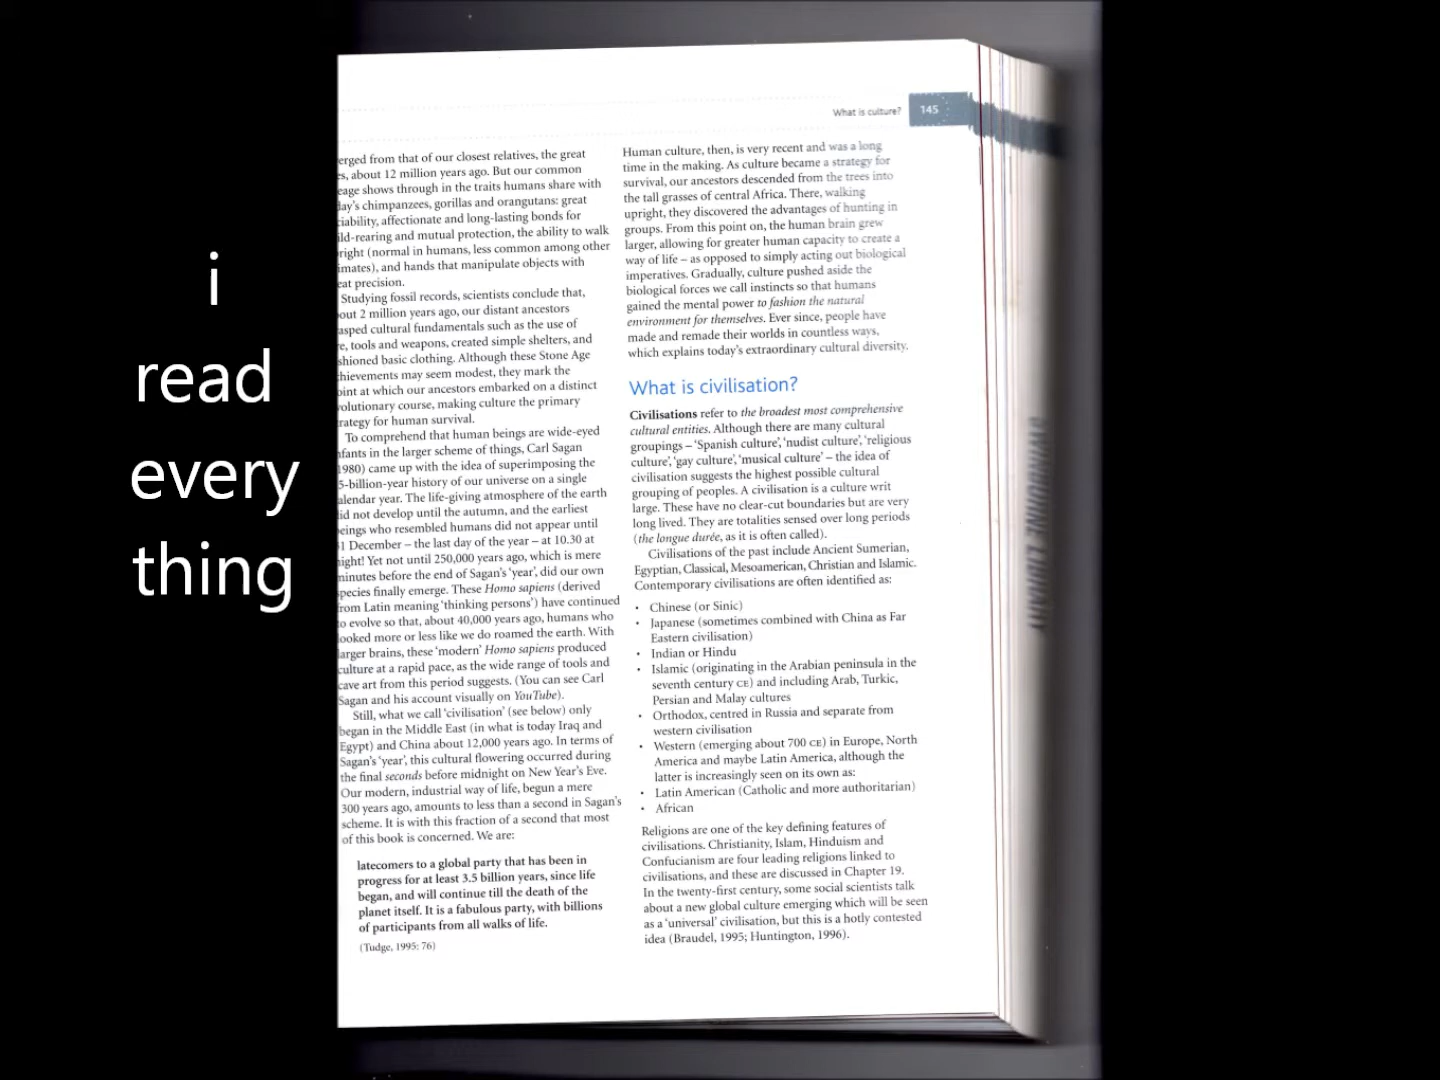 i
read
every
thing
What is culture? 145
erged from that of our closest relatives, the great
s, about 12 million years ago. But our common
eage shows through in the traits humans share with
lay's chimpanzees, gorillas and orangutans: great
ciability, affectionate and long-lasting bonds for
ild-rearing and mutual protection, the ability to walk
right (normal in humans, less common among other
imates), and hands that manipulate objects with
eat precision.
Studying fossil records, scientists conclude that,
out 2 million years ago, our distant ancestors
asped cultural fundamentals such as the use of
e, tools and weapons, created simple shelters, and
shioned basic clothing. Although these Stone Age
hievements may seem modest, they mark the
oint at which our ancestors embarked on a distinct
volutionary course, making culture the primary
rategy for human survival.
To comprehend that human beings are wide-eyed
nfants in the larger scheme of things, Carl Sagan
1980) came up with the idea of superimposing the
5-billion-year history of our universe on a single
alendar year. The life-giving atmosphere of the earth
id not develop until the autumn, and the earliest
eings who resembled humans did not appear until
31 December – the last day of the year – at 10.30 at
night! Yet not until 250,000 years ago, which is mere
minutes before the end of Sagan's 'year', did our own
species finally emerge. These Homo sapiens (derived
from Latin meaning 'thinking persons') have continued
to evolve so that, about 40,000 years ago, humans who
looked more or less like we do roamed the earth. With
larger brains, these 'modern' Homo sapiens produced
culture at a rapid pace, as the wide range of tools and
cave art from this period suggests. (You can see Carl
Sagan and his account visually on YouTube).
Still, what we call 'civilisation' (see below) only
began in the Middle East (in what is today Iraq and
Egypt) and China about 12,000 years ago. In terms of
Sagan's 'year', this cultural flowering occurred during
the final seconds before midnight on New Year's Eve.
Our modern, industrial way of life, begun a mere
300 years ago, amounts to less than a second in Sagan's
scheme. It is with this fraction of a second that most
of this book is concerned. We are:
latecomers to a global party that has been in
progress for at least 3.5 billion years, since life
began, and will continue till the death of the
planet itself. It is a fabulous party, with billions
of participants from all walks of life.
(Tudge, 1995: 76)
Human culture, then, is very recent and was a long
time in the making. As culture became a strategy for
survival, our ancestors descended from the trees into
the tall grasses of central Africa. There, walking
upright, they discovered the advantages of hunting in
groups. From this point on, the human brain grew
larger, allowing for greater human capacity to create a
way of life – as opposed to simply acting out biological
imperatives. Gradually, culture pushed aside the
biological forces we call instincts so that humans
gained the mental power to fashion the natural
environment for themselves. Ever since, people have
made and remade their worlds in countless ways,
which explains today's extraordinary cultural diversity.
What is civilisation?
Civilisations refer to the broadest most comprehensive
cultural entities. Although there are many cultural
groupings – 'Spanish culture', 'nudist culture', 'religious
culture', 'gay culture', 'musical culture' – the idea of
civilisation suggests the highest possible cultural
grouping of peoples. A civilisation is a culture writ
large. These have no clear-cut boundaries but are very
long lived. They are totalities sensed over long periods
(the longue durée, as it is often called).
Civilisations of the past include Ancient Sumerian,
Egyptian, Classical, Mesoamerican, Christian and Islamic.
Contemporary civilisations are often identified as:
• Chinese (or Sinic)
• Japanese (sometimes combined with China as Far
Eastern civilisation)
• Indian or Hindu
• Islamic (originating in the Arabian peninsula in the
seventh century CE) and including Arab, Turkic,
Persian and Malay cultures
• Orthodox, centred in Russia and separate from
western civilisation
• Western (emerging about 700 CE) in Europe, North
America and maybe Latin America, although the
latter is increasingly seen on its own as:
• Latin American (Catholic and more authoritarian)
• African
Religions are one of the key defining features of
civilisations. Christianity, Islam, Hinduism and
Confucianism are four leading religions linked to
civilisations, and these are discussed in Chapter 19.
In the twenty-first century, some social scientists talk
about a new global culture emerging which will be seen
as a 'universal' civilisation, but this is a hotly contested
idea (Braudel, 1995; Huntington, 1996).